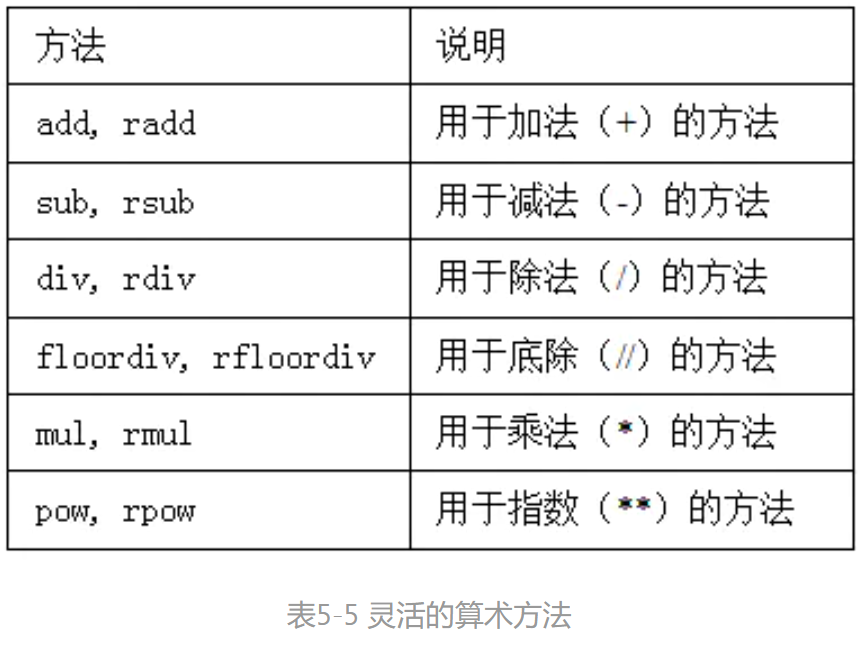 方法 说明
add, radd 用于加法（+）的方法
sub, rsub 用于减法（-）的方法
div, rdiv 用于除法（/）的方法
floordiv, rfloordiv 用于底除（//）的方法
mul, rmul 用于乘法（*）的方法
pow, rpow 用于指数（**）的方法
表5-5 灵活的算术方法